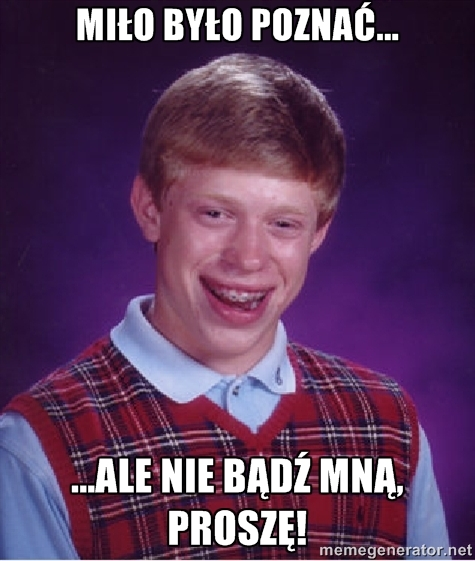 MIŁO BYŁO POZNAĆ...
...ALE NIE BĄDŹ MNĄ,
PROSZĘ!
memegenerator.net